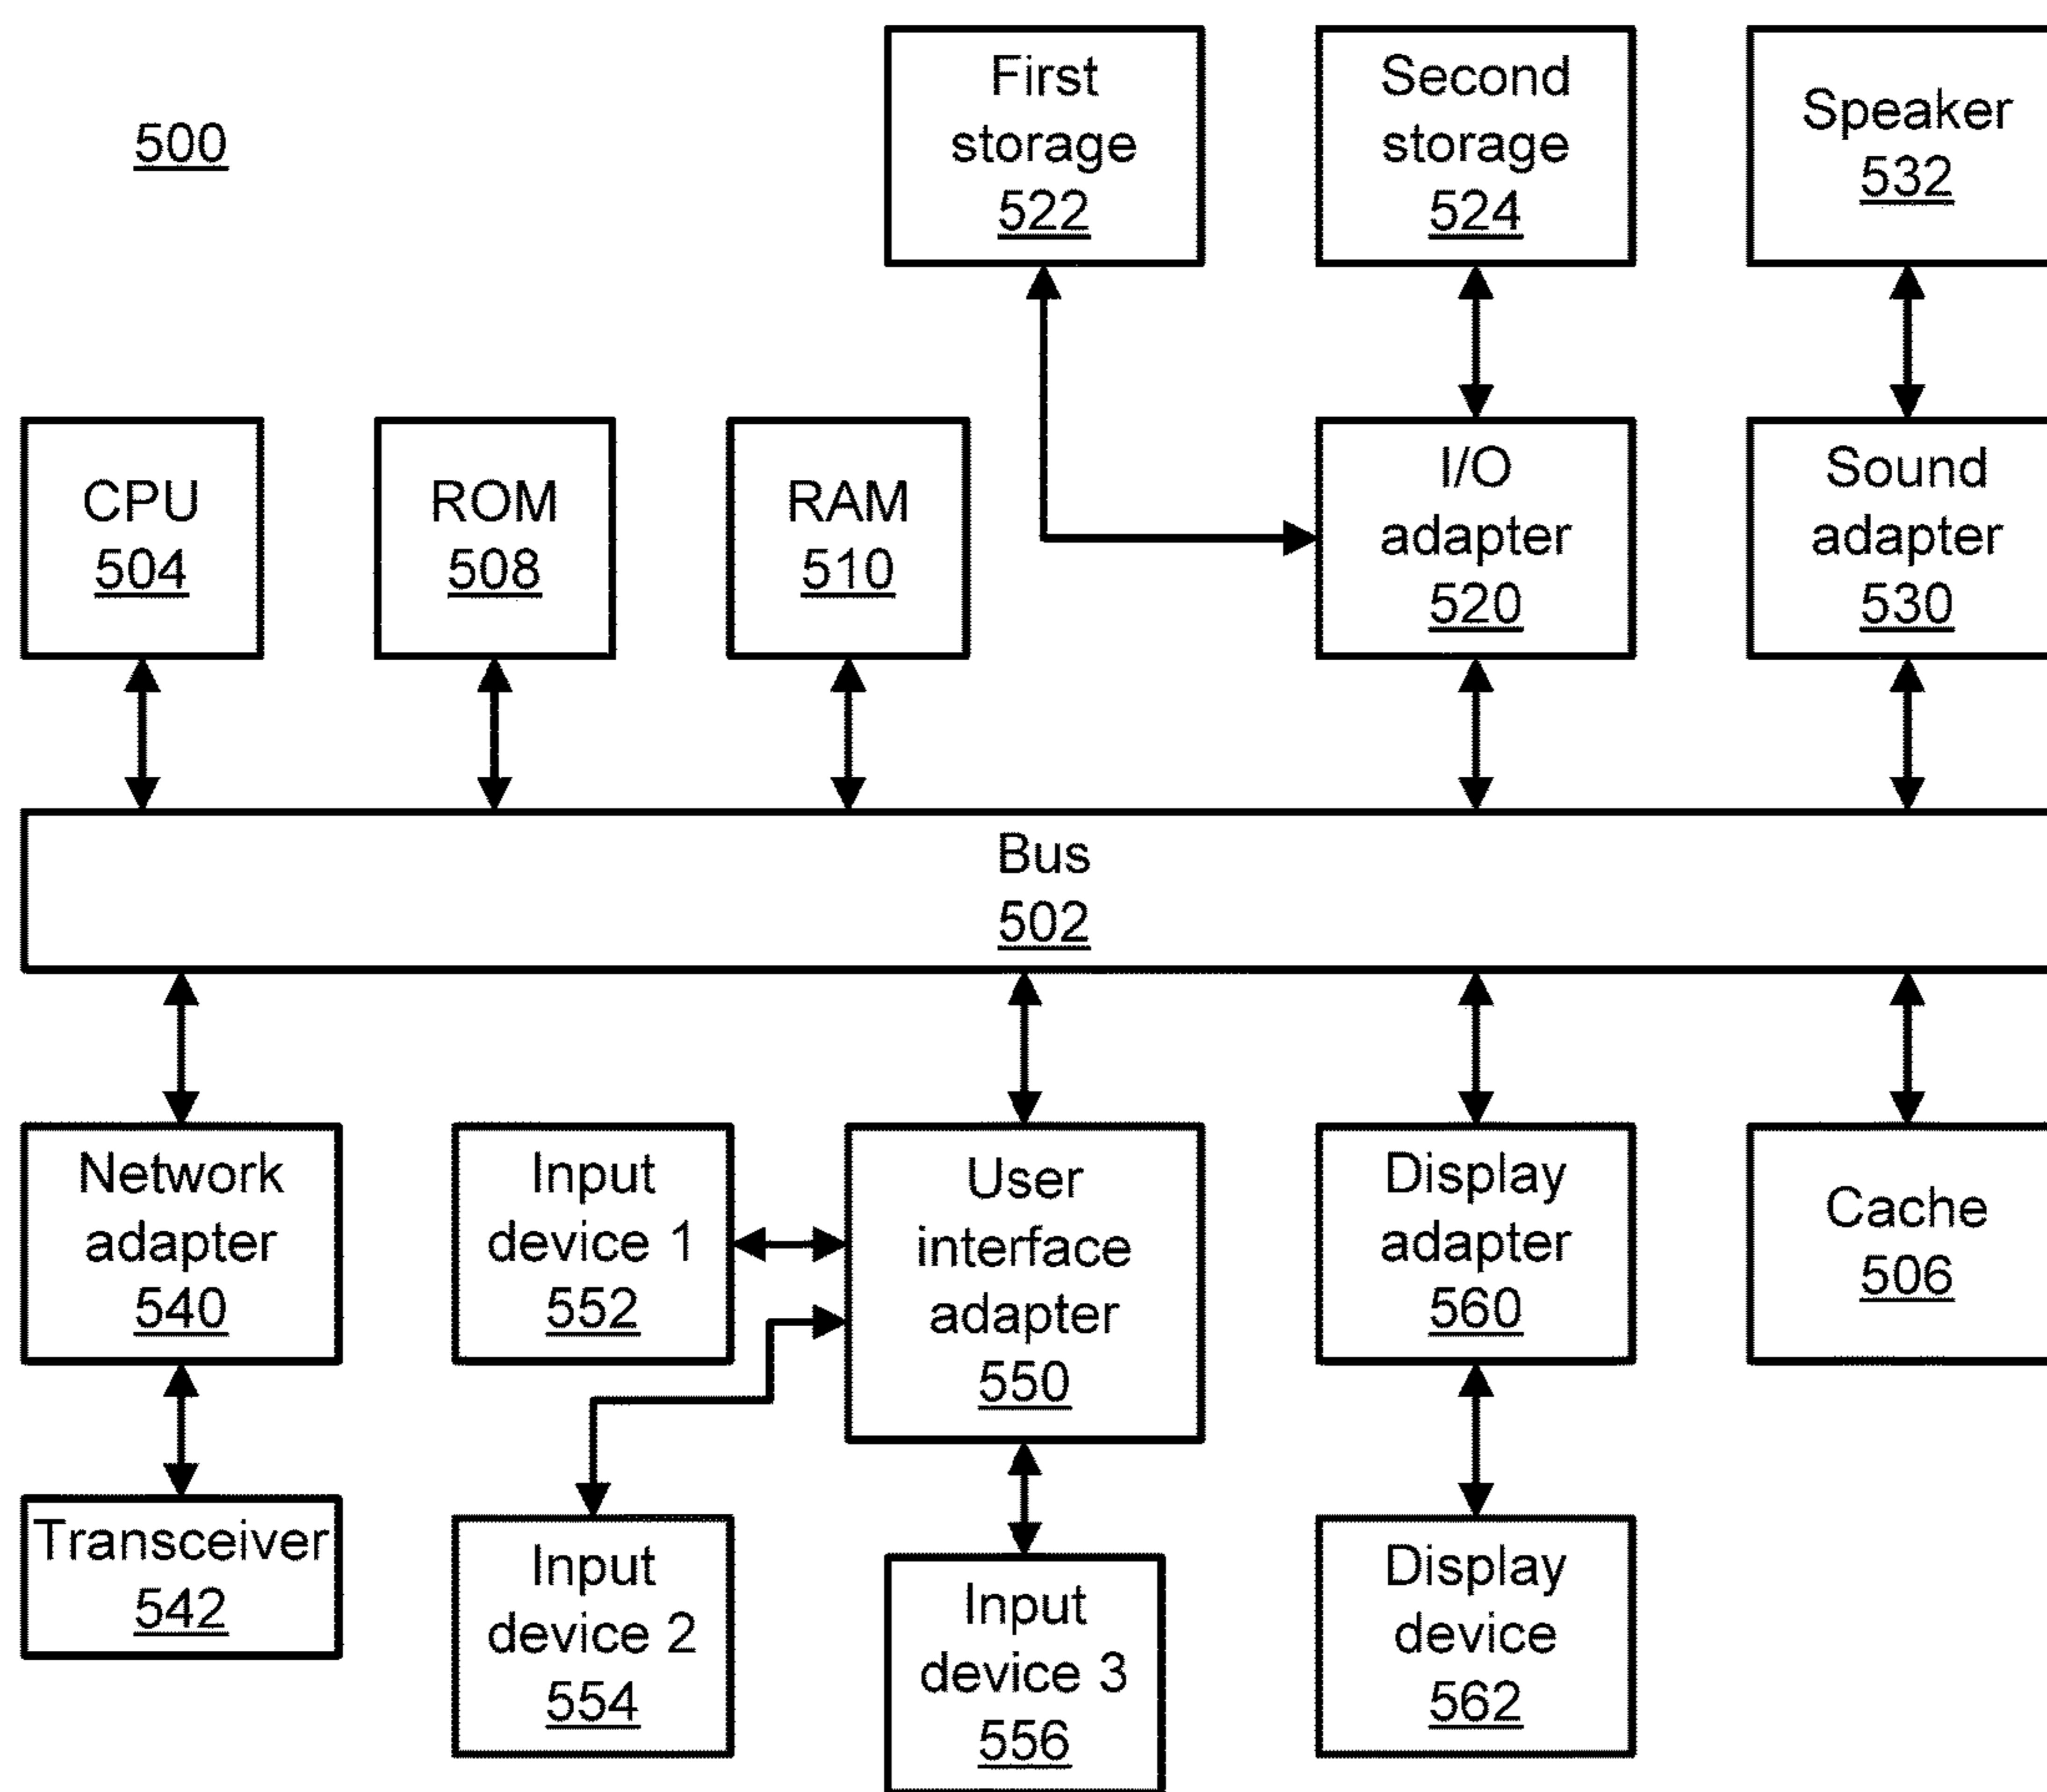 500
First
storage
522
Second
storage
524
Speaker
532
CPU
504
ROM
508
RAM
510
I/O
adapter
520
Sound
adapter
530
Bus
502
Network
adapter
540
Input
device 1
552
User
interface
adapter
550
Display
adapter
560
Cache
506
Transceiver
542
Input
device 2
554
Input
device 3
556
Display
device
562